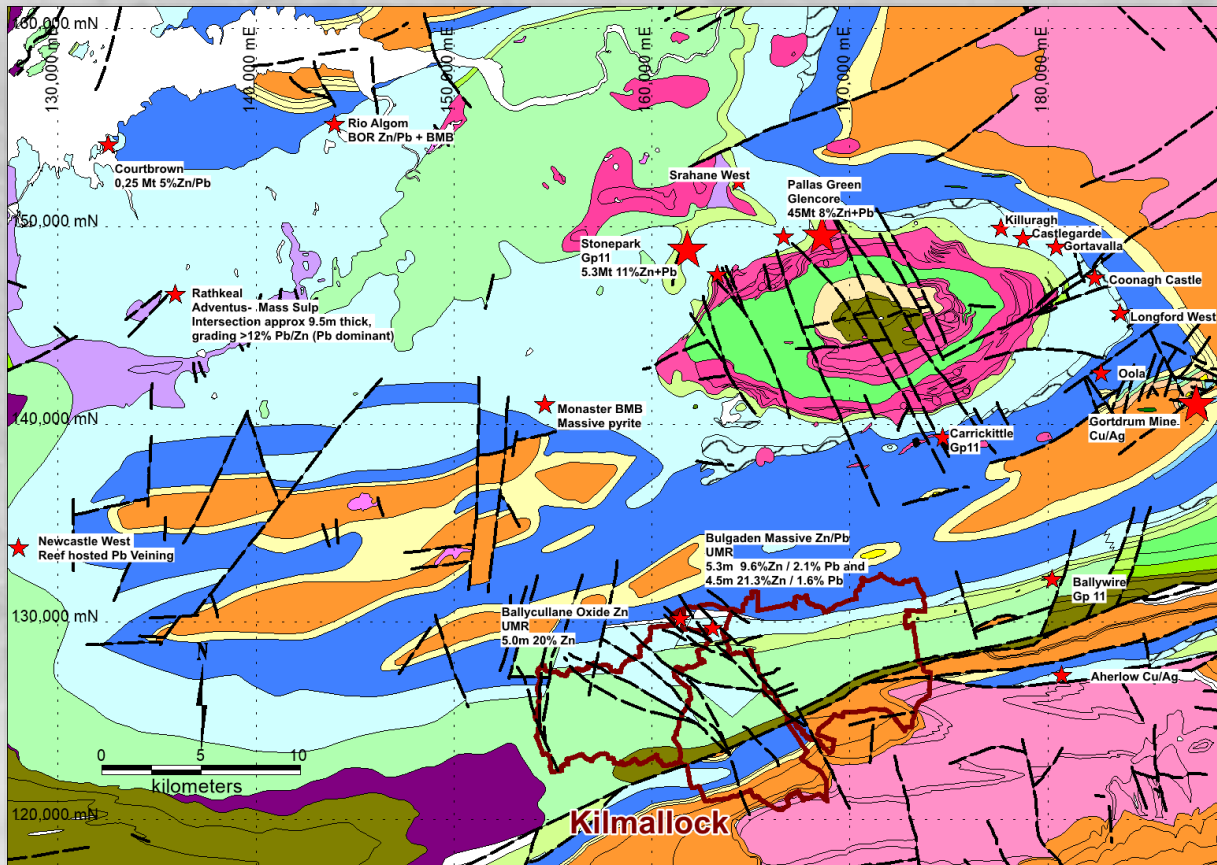 160,000 mN
130,000 mE
140,000 mE
150,000 mE
160,000 mE
170,000 mE
180,000 mE
Rio Algom
BOR Zn/Pb + BMB
Courtbrown
0,25 Mt 5%Zn/Pb
Srahane West
Pallas Green
Glencore
45Mt 8%Zn+Pb
150,000 mN
Killuragh
Castlegarde
Gortavalla
Stonepark
Gp11
5.3Mt 11%Zn+Pb
Coonagh Castle
Rathkeal
Adventus- Mass Sulp
Intersection approx 9.5m thick,
grading >12% Pb/Zn (Pb dominant)
Longford West
Oola
Monaster BMB
Massive pyrite
140,000 mN
Gortdrum Mine
Cu/Ag
Carrickittle
Gp11
Newcastle West
Reef hosted Pb Veining
Bulgaden Massive Zn/Pb
UMR
5.3m 9.6%Zn / 2.1% Pb and
4.5m 21.3%Zn / 1.6% Pb
Ballywire
Gp 11
Ballycullane Oxide Zn
UMR
5.0m 20% Zn
130,000 mN
N
Aherlow Cu/Ag
0 5 10
kilometers
120,000 mN
Kilmallock